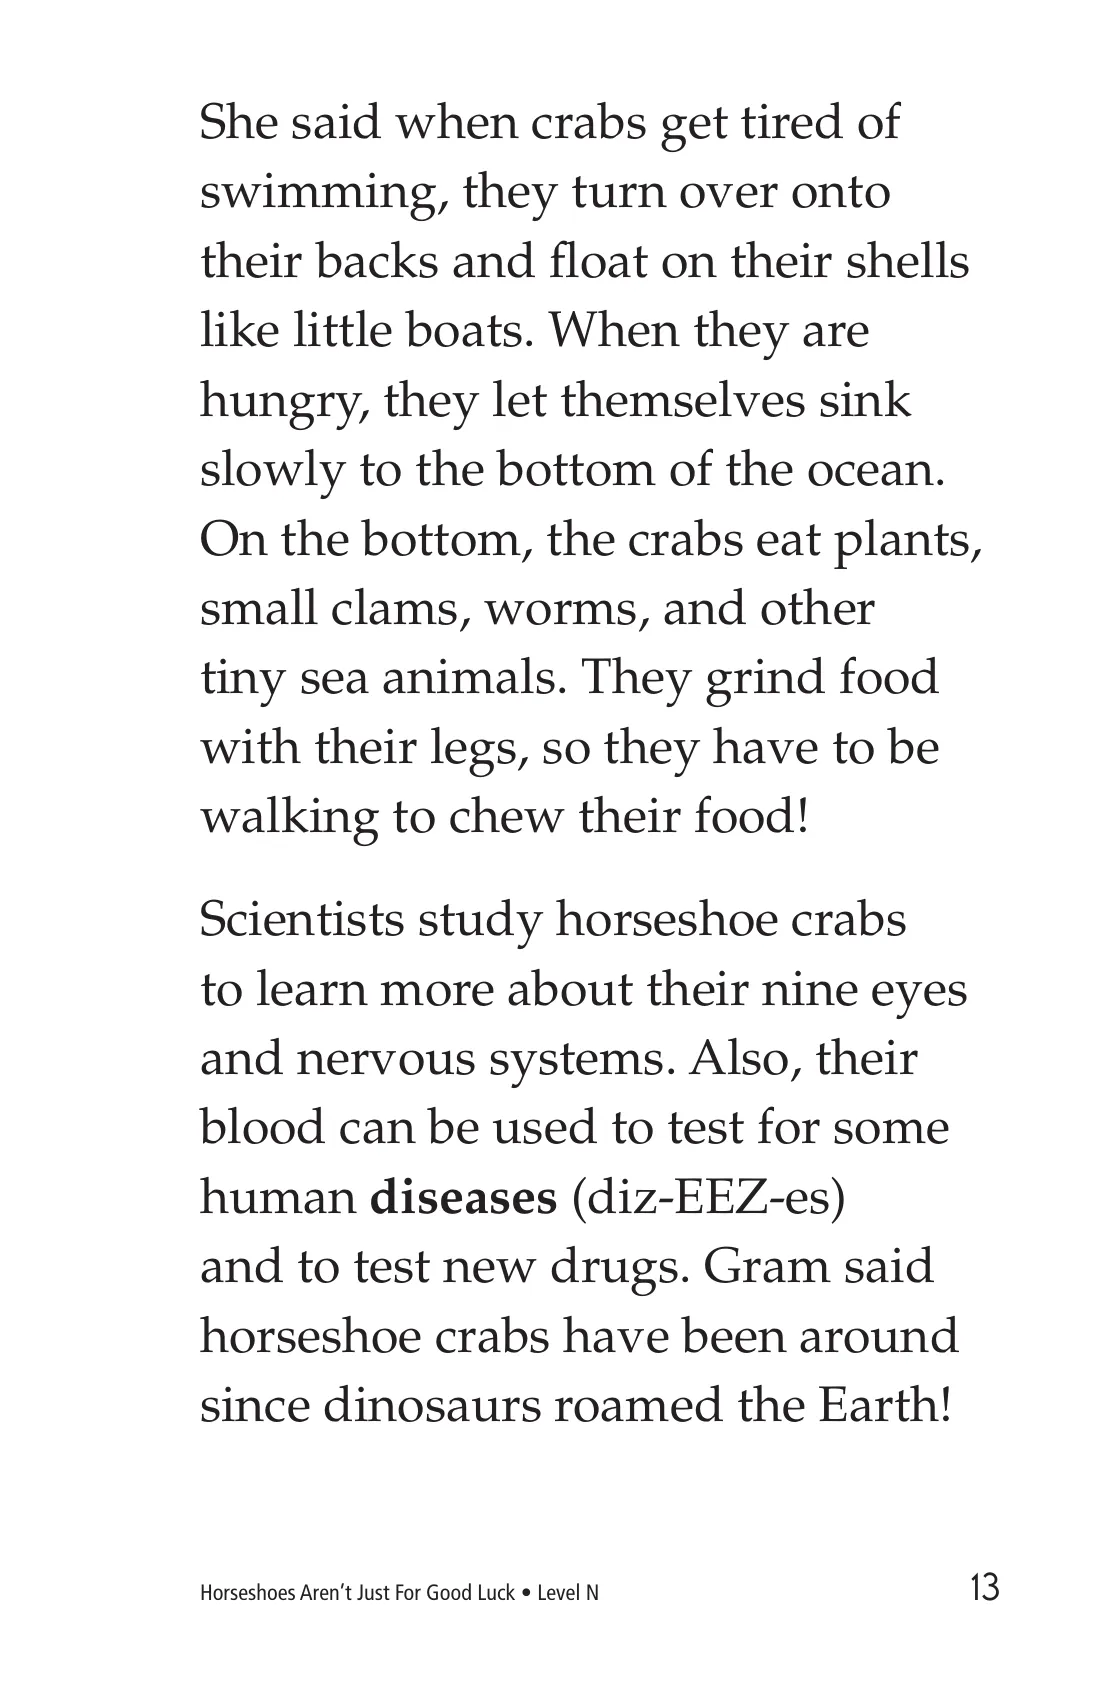 She said when crabs get tired of
swimming, they turn over onto
their backs and float on their shells
like little boats. When they are
hungry, they let themselves sink
slowly to the bottom of the ocean.
On the bottom, the crabs eat plants,
small clams, worms, and other
tiny sea animals. They grind food
with their legs, so they have to be
walking to chew their food!
Scientists study horseshoe crabs
to learn more about their nine eyes
and nervous systems. Also, their
blood can be used to test for some
human diseases (diz-EEZ-es)
and to test new drugs. Gram said
horseshoe crabs have been around
since dinosaurs roamed the Earth!
Horseshoes Aren't Just For Good Luck • Level N 13